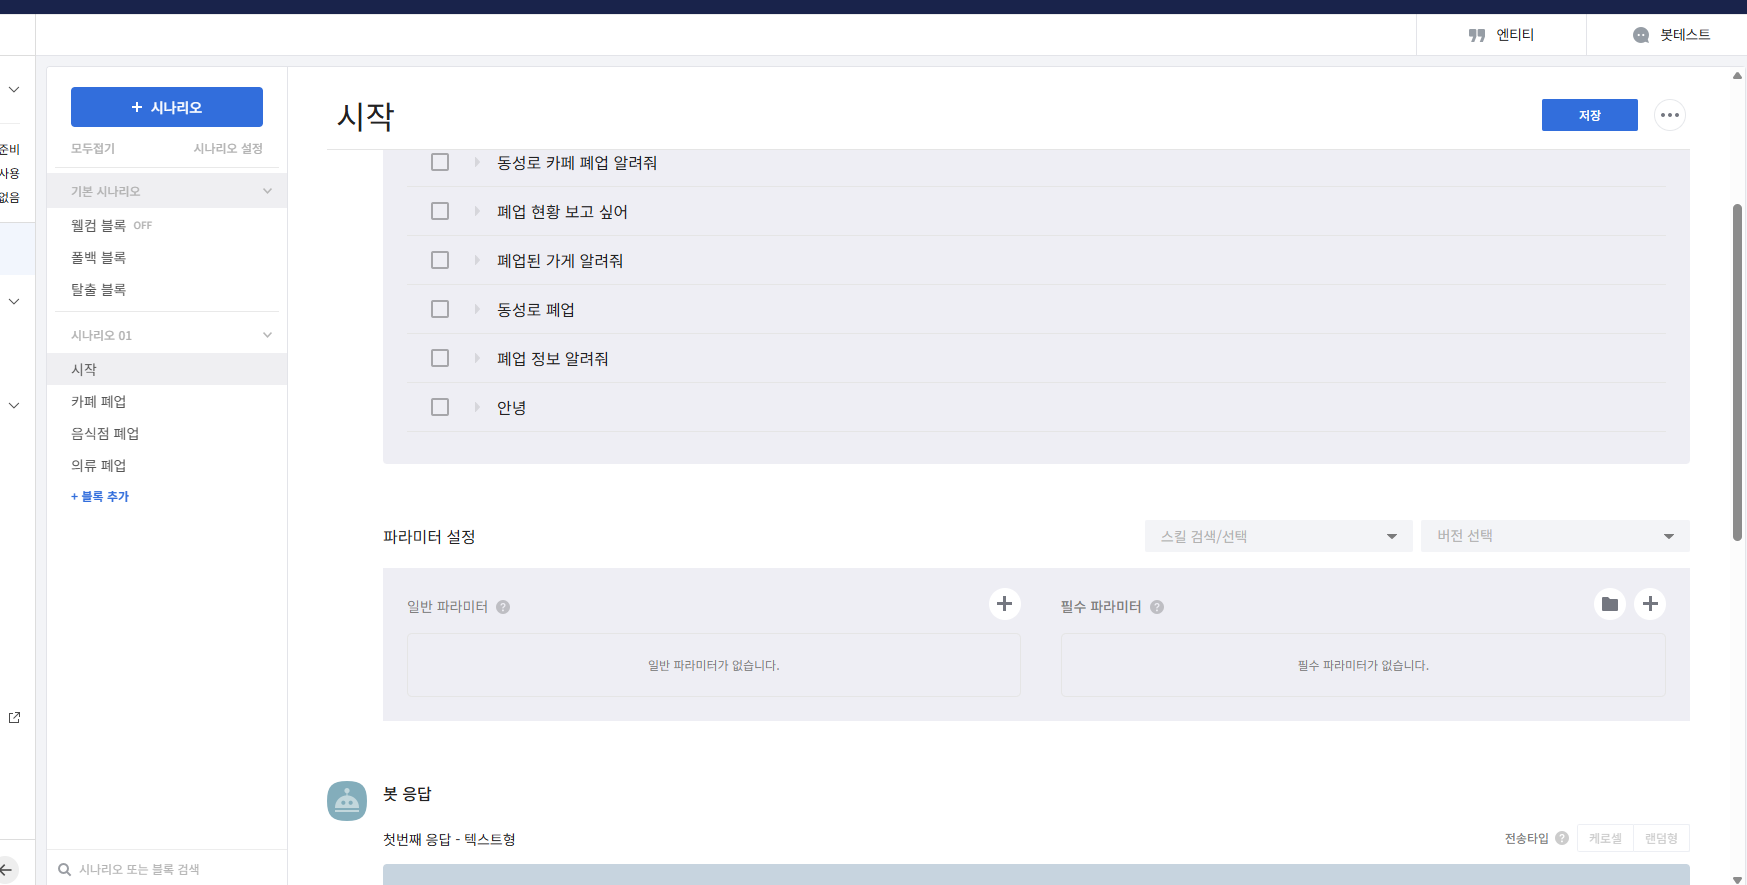 엔티티
봇테스트
준비
사용
없음
+ 시나리오
모두접기
시나리오 설정
기본 시나리오
웰컴 블록 OFF
폴백 블록
탈출 블록
시나리오 01
시작
카페 폐업
음식점 폐업
의류 폐업
+ 블록 추가
시나리오 또는 블록 검색
시작
저장
동성로 카페 폐업 알려줘
폐업 현황 보고 싶어
폐업된 가게 알려줘
동성로 폐업
폐업 정보 알려줘
안녕
파라미터 설정
스킬 검색/선택
버전 선택
일반 파라미터 ?
필수 파라미터 ?
일반 파라미터가 없습니다.
필수 파라미터가 없습니다.
봇 응답
첫번째 응답 - 텍스트형
전송타입 ?
케로셀
랜덤형